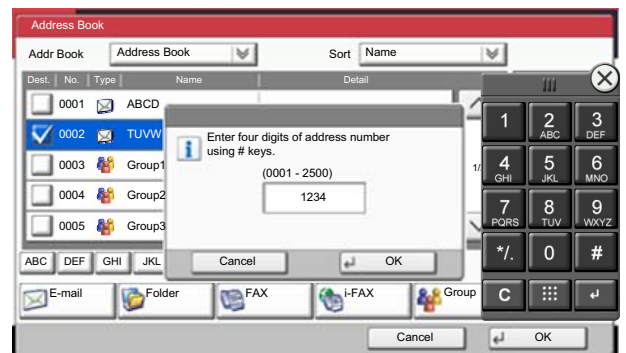 Address Book
Addr Book Address Book Sort Name
Dest. No. Type Name Detail
0001 ABCD
0002 TUVW
0003 Group1
0004 Group2
0005 Group3
Enter four digits of address number
using # keys.
(0001 - 2500)
1234
Cancel OK
1/
ABC DEF GHI JKL
E-mail Folder FAX i-FAX Group
Cancel OK
1 2 ABC 3 DEF
4 GHI 5 JKL 6 MNO
7 PQRS 8 TUV 9 WXYZ
*/. 0 #
C